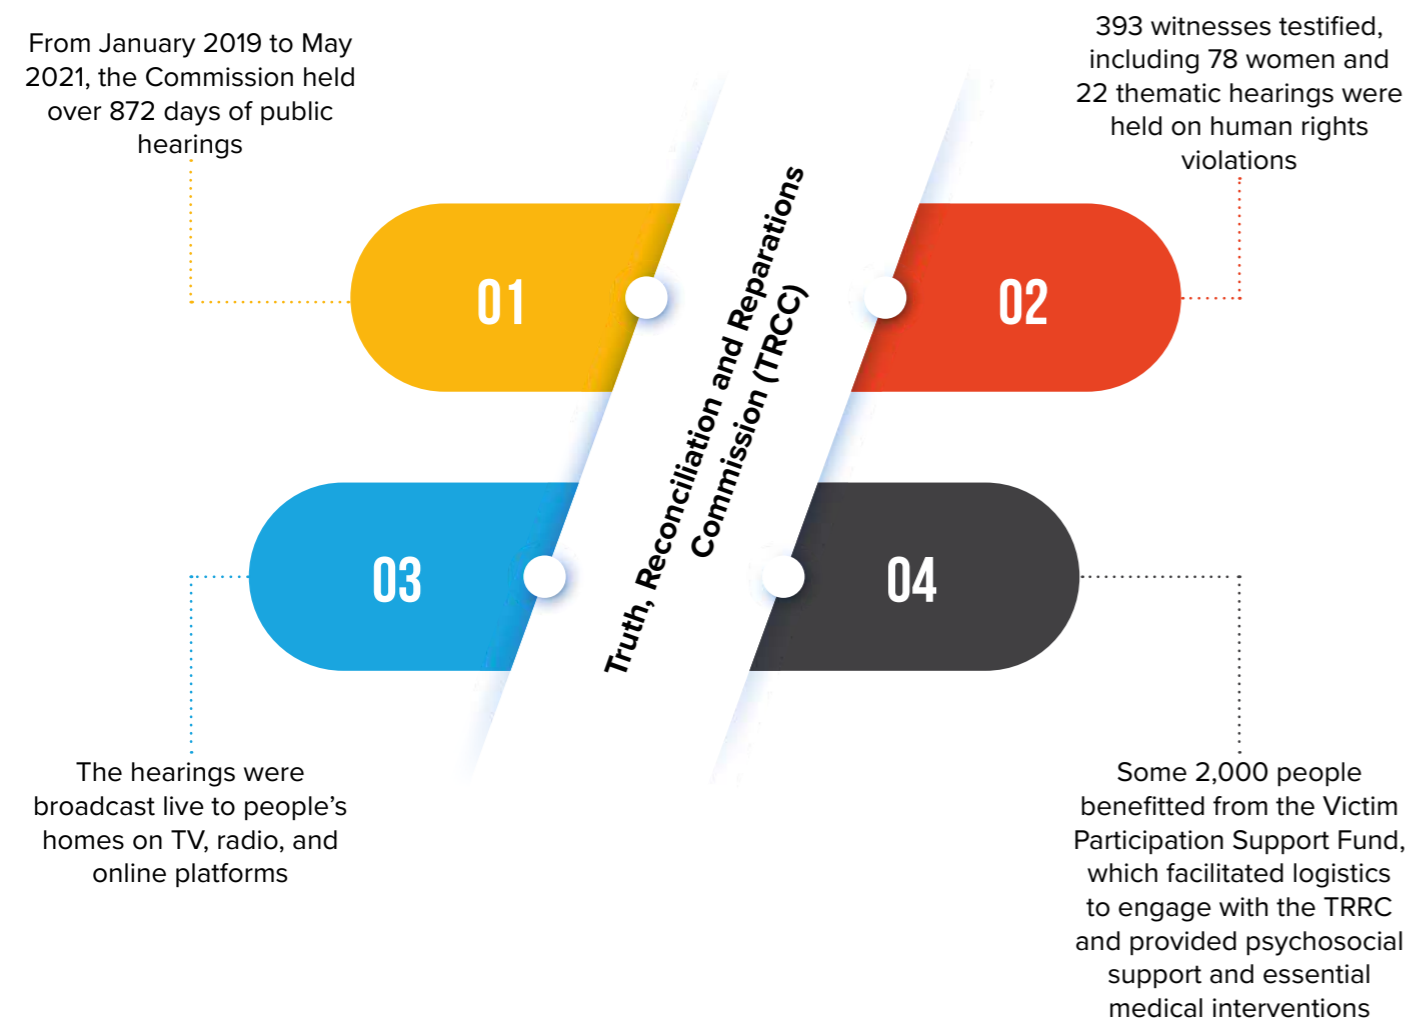 From January 2019 to May
2021, the Commission held
over 872 days of public
hearings
393 witnesses testified,
including 78 women and
22 thematic hearings were
held on human rights
violations
01
02
Truth, Reconciliation and Reparations
Commission (TRCC)
03
04
The hearings were
broadcast live to people’s
homes on TV, radio, and
online platforms
Some 2,000 people
benefitted from the Victim
Participation Support Fund,
which facilitated logistics
to engage with the TRRC
and provided psychosocial
support and essential
medical interventions